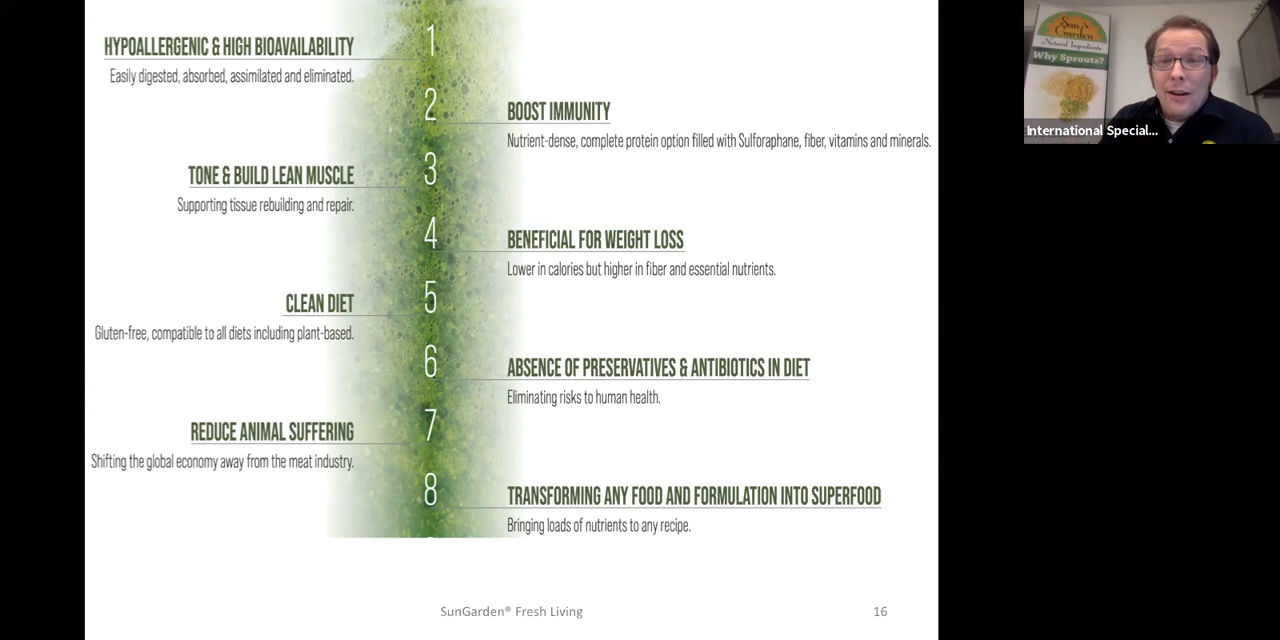 1
HYPOALLERGENIC & HIGH BIOAVAILABILITY
Easily digested, absorbed, assimilated and eliminated.
2
BOOST IMMUNITY
Nutrient-dense, complete protein option filled with Sulforaphane, fiber, vitamins and minerals.
3
TONE & BUILD LEAN MUSCLE
Supporting tissue rebuilding and repair.
4
BENEFICIAL FOR WEIGHT LOSS
Lower in calories but higher in fiber and essential nutrients.
5
CLEAN DIET
Gluten-free, compatible to all diets including plant-based.
6
ABSENCE OF PRESERVATIVES & ANTIBIOTICS IN DIET
Eliminating risks to human health.
7
REDUCE ANIMAL SUFFERING
Shifting the global economy away from the meat industry.
8
TRANSFORMING ANY FOOD AND FORMULATION INTO SUPERFOOD
Bringing loads of nutrients to any recipe.
SunGarden® Fresh Living
16
Sun
Garden
Natural Ingredients
Why Sprouts?
International Special...